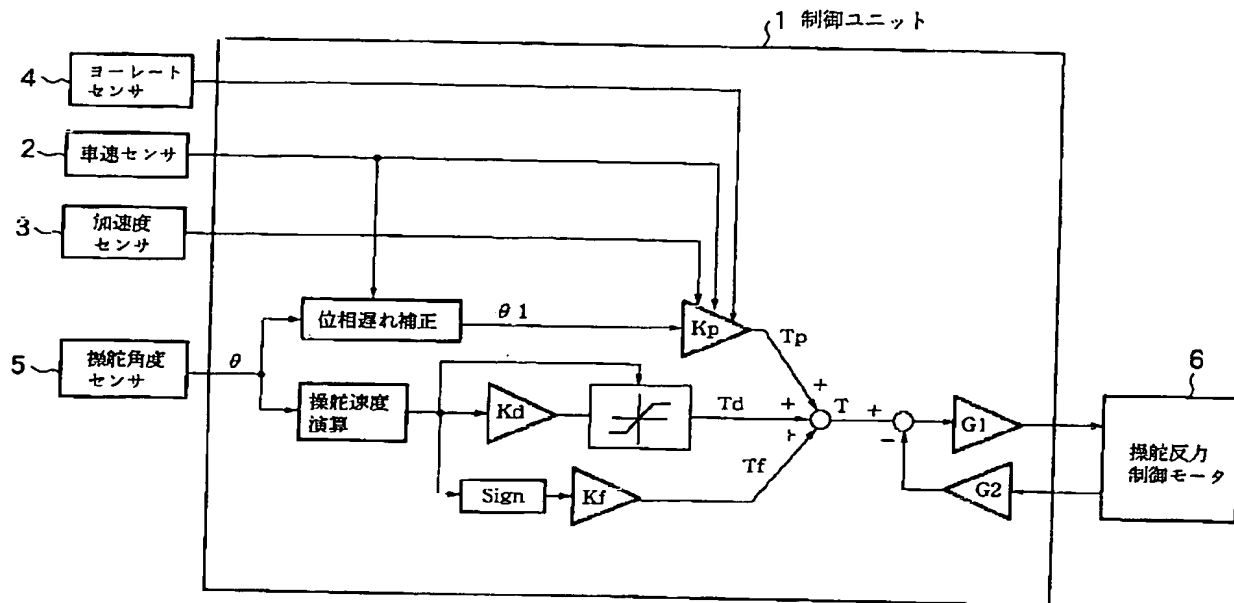 1 制御ユニット
4
ヨーレート
センサ
2
車速センサ
3
加速度
センサ
位相遅れ補正
θ1
Kp
Tp
5
操舵角度
センサ
θ
操舵速度
演算
Kd
Td
+
+
+
T
+
-
G1
G2
6
操舵反力
制御モータ
Sign
Kf
Tf